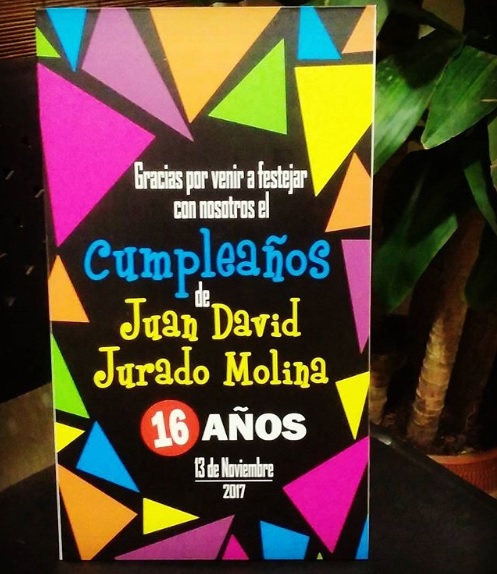 Gracias por venir a festejar
con nosotros el
Cumpleaños
de
Juan David
Jurado Molina
16 AÑOS
13 de Noviembre
2017